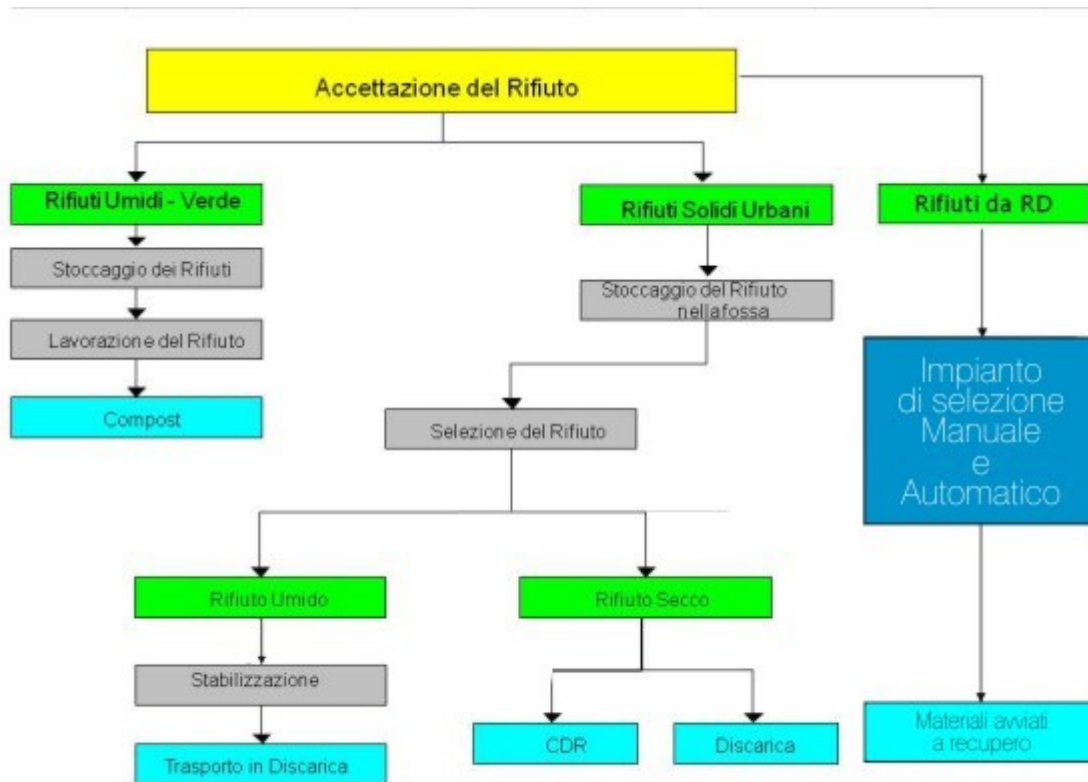 Accettazione del Rifiuto
Rifiuti Umidi - Verde
Rifiuti Solidi Urbani
Rifiuti da RD
Stoccaggio dei Rifiuti
Stoccaggio del Rifiuto
nella fossa
Lavorazione del Rifiuto
Impianto
di selezione
Manuale
e
Automatico
Compost
Selezione del Rifiuto
Rifiuto Umido
Rifiuto Secco
Stabilizzazione
Materiali avviati
a recupero
CDR
Discarica
Trasporto in Discarica